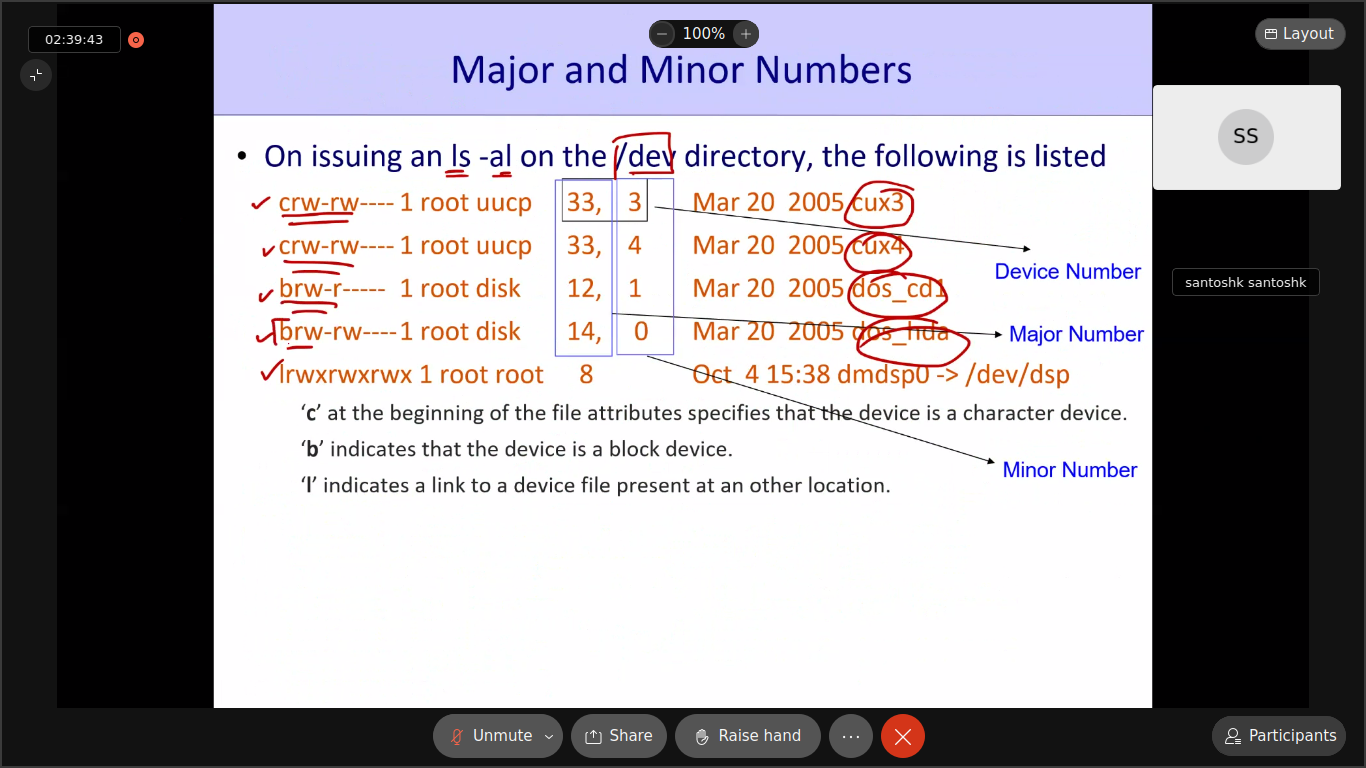 02:39:43
100%
Layout
Major and Minor Numbers
SS
• On issuing an ls -al on the /dev directory, the following is listed
crw-rw---- 1 root uucp 33, 3 Mar 20 2005 cux3
crw-rw---- 1 root uucp 33, 4 Mar 20 2005 cux4
Device Number
brw-r----- 1 root disk 12, 1 Mar 20 2005 dos_cd1
santoshk santoshk
brw-rw---- 1 root disk 14, 0 Mar 20 2005 dos_hda
Major Number
lrwxrwxrwx 1 root root 8 Oct 4 15:38 dmdsp0 -> /dev/dsp
‘c’ at the beginning of the file attributes specifies that the device is a character device.
‘b’ indicates that the device is a block device.
Minor Number
‘l’ indicates a link to a device file present at an other location.
Unmute
Share
Raise hand
Participants